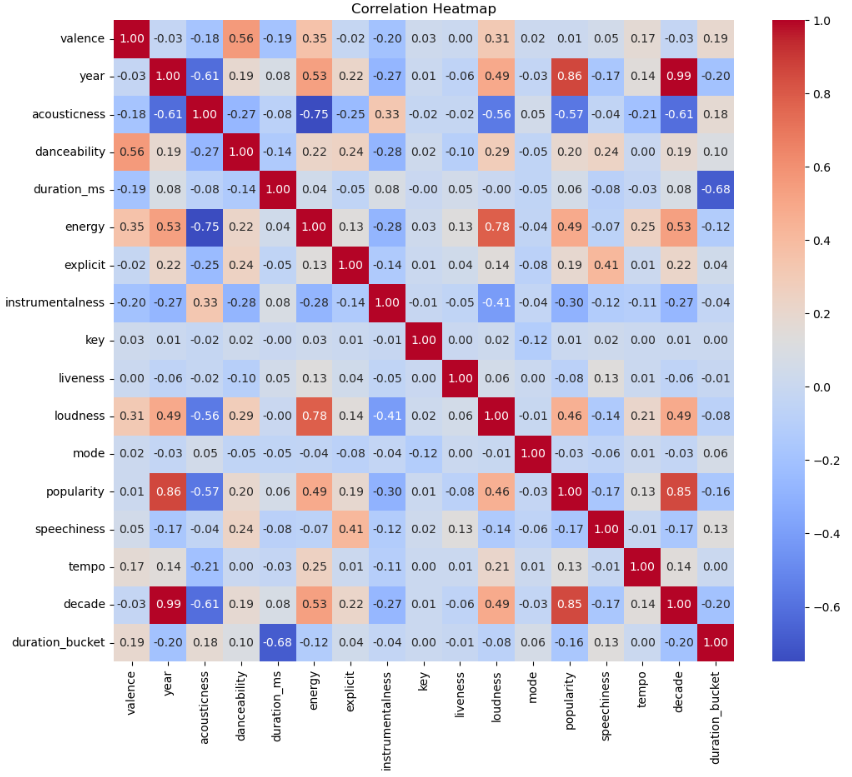 Correlation Heatmap
valence 1.00 -0.03 -0.18 0.56 -0.19 0.35 -0.02 -0.20 0.03 0.00 0.31 0.02 0.01 0.05 0.17 -0.03 0.19
year -0.03 1.00 -0.61 0.19 0.08 0.53 0.22 -0.27 0.01 -0.06 0.49 -0.03 0.86 -0.17 0.14 0.99 -0.20
acousticness -0.18 -0.61 1.00 -0.27 -0.08 -0.75 -0.25 0.33 -0.02 -0.02 -0.56 0.05 -0.57 -0.04 -0.21 -0.61 0.18
danceability 0.56 0.19 -0.27 1.00 -0.14 0.22 0.24 -0.28 0.02 -0.10 0.29 -0.05 0.20 0.24 0.00 0.19 0.10
duration_ms -0.19 0.08 -0.08 -0.14 1.00 0.04 -0.05 0.08 -0.00 0.05 -0.00 -0.05 0.06 -0.08 -0.03 0.08 -0.68
energy 0.35 0.53 -0.75 0.22 0.04 1.00 0.13 -0.28 0.03 0.13 0.78 -0.04 0.49 -0.07 0.25 0.53 -0.12
explicit -0.02 0.22 -0.25 0.24 -0.05 0.13 1.00 -0.14 0.01 0.04 0.14 -0.08 0.19 0.41 0.01 0.22 0.04
instrumentalness -0.20 -0.27 0.33 -0.28 0.08 -0.28 -0.14 1.00 -0.01 -0.05 -0.41 -0.04 -0.30 -0.12 -0.11 -0.27 -0.04
key 0.03 0.01 -0.02 0.02 -0.00 0.03 0.01 -0.01 1.00 0.00 0.02 -0.12 0.01 0.02 0.00 0.01 0.00
liveness 0.00 -0.06 -0.02 -0.10 0.05 0.13 0.04 -0.05 0.00 1.00 0.06 0.00 -0.08 0.13 0.01 -0.06 -0.01
loudness 0.31 0.49 -0.56 0.29 -0.00 0.78 0.14 -0.41 0.02 0.06 1.00 -0.01 0.46 -0.14 0.21 0.49 -0.08
mode 0.02 -0.03 0.05 -0.05 -0.05 -0.04 -0.08 -0.04 -0.12 0.00 -0.01 1.00 -0.03 -0.06 0.01 -0.03 0.06
popularity 0.01 0.86 -0.57 0.20 0.06 0.49 0.19 -0.30 0.01 -0.08 0.46 -0.03 1.00 -0.17 0.13 0.85 -0.16
speechiness 0.05 -0.17 -0.04 0.24 -0.08 -0.07 0.41 -0.12 0.02 0.13 -0.14 -0.06 -0.17 1.00 -0.01 -0.17 0.13
tempo 0.17 0.14 -0.21 0.00 -0.03 0.25 0.01 -0.11 0.00 0.01 0.21 0.01 0.13 -0.01 1.00 0.14 0.00
decade -0.03 0.99 -0.61 0.19 0.08 0.53 0.22 -0.27 0.01 -0.06 0.49 -0.03 0.85 -0.17 0.14 1.00 -0.20
duration_bucket 0.19 -0.20 0.18 0.10 -0.68 -0.12 0.04 -0.04 0.00 -0.01 -0.08 0.06 -0.16 0.13 0.00 -0.20 1.00
valence
year
acousticness
danceability
duration_ms
energy
explicit
instrumentalness
key
liveness
loudness
mode
popularity
speechiness
tempo
decade
duration_bucket
1.0
0.8
0.6
0.4
0.2
0.0
−0.2
−0.4
−0.6